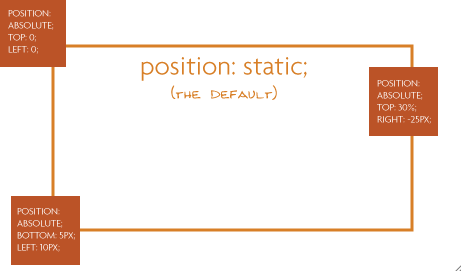 POSITION:
ABSOLUTE;
TOP: 0;
LEFT: 0;
position: static;
(THE DEFAULT)
POSITION:
ABSOLUTE;
TOP: 30%;
RIGHT: -25PX;
POSITION:
ABSOLUTE;
BOTTOM: 5PX;
LEFT: 10PX;